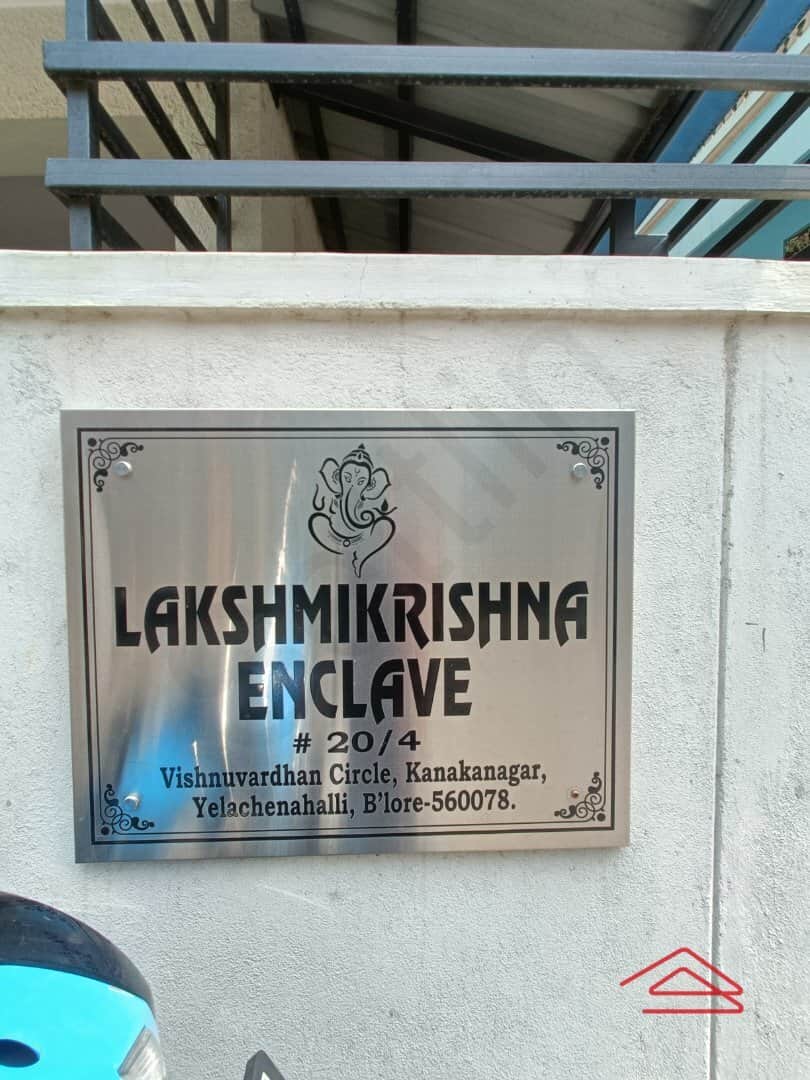 LAKSHMIKRISHNA
ENCLAVE
# 20/4
Vishnuvardhan Circle, Kanakanagar,
Yelachenahalli, B'lore-560078.